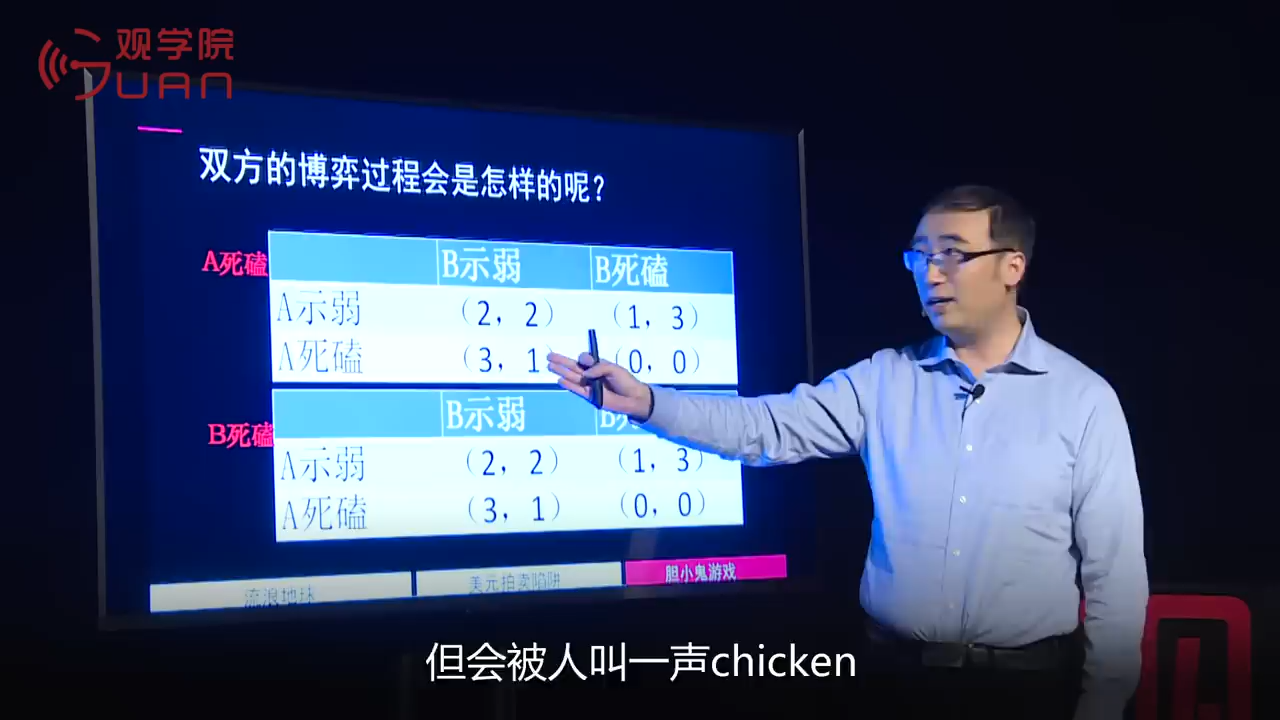 观学院
GUAN
双方的博弈过程会是怎样的呢？
A死磕
B示弱 B死磕
A示弱 （2，2） （1，3）
A死磕 （3，1 （0，0）
B死磕
B示弱 B
A示弱 （2，2） （1，3）
A死磕 （3，1） （0，0）
流浪地球 美元拍卖陷阱 胆小鬼游戏
但会被人叫一声chicken